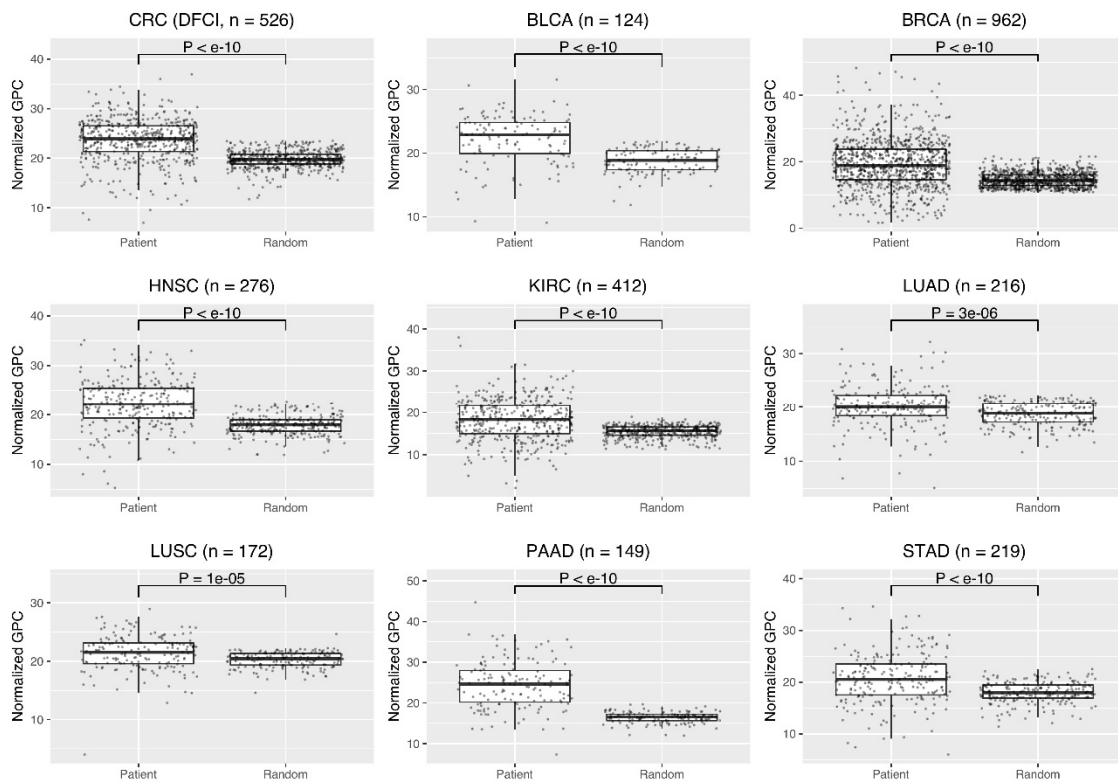 CRC (DFCI, n = 526)
P < e-10
Normalized GPC
40
30
20
10
Patient
Random
BLCA (n = 124)
P < e-10
Normalized GPC
30
20
10
Patient
Random
BRCA (n = 962)
P < e-10
Normalized GPC
40
20
0
Patient
Random
HNSC (n = 276)
P < e-10
Normalized GPC
40
30
20
10
Patient
Random
KIRC (n = 412)
P < e-10
Normalized GPC
40
30
20
10
Patient
Random
LUAD (n = 216)
P = 3e-06
Normalized GPC
30
20
10
Patient
Random
LUSC (n = 172)
P = 1e-05
Normalized GPC
30
20
10
Patient
Random
PAAD (n = 149)
P < e-10
Normalized GPC
50
40
30
20
10
Patient
Random
STAD (n = 219)
P < e-10
Normalized GPC
40
30
20
10
Patient
Random